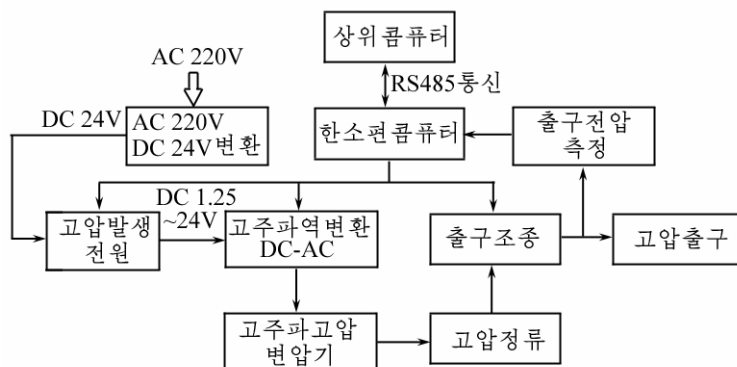 상위콤퓨터
AC 220V
RS485통신
DC 24V
AC 220V
DC 24V변환
한소편콤퓨터
출구전압
측정
DC 1.25
~24V
고압발생
전원
고주파역변환
DC-AC
출구조종
고압출구
고주파고압
변압기
고압정류